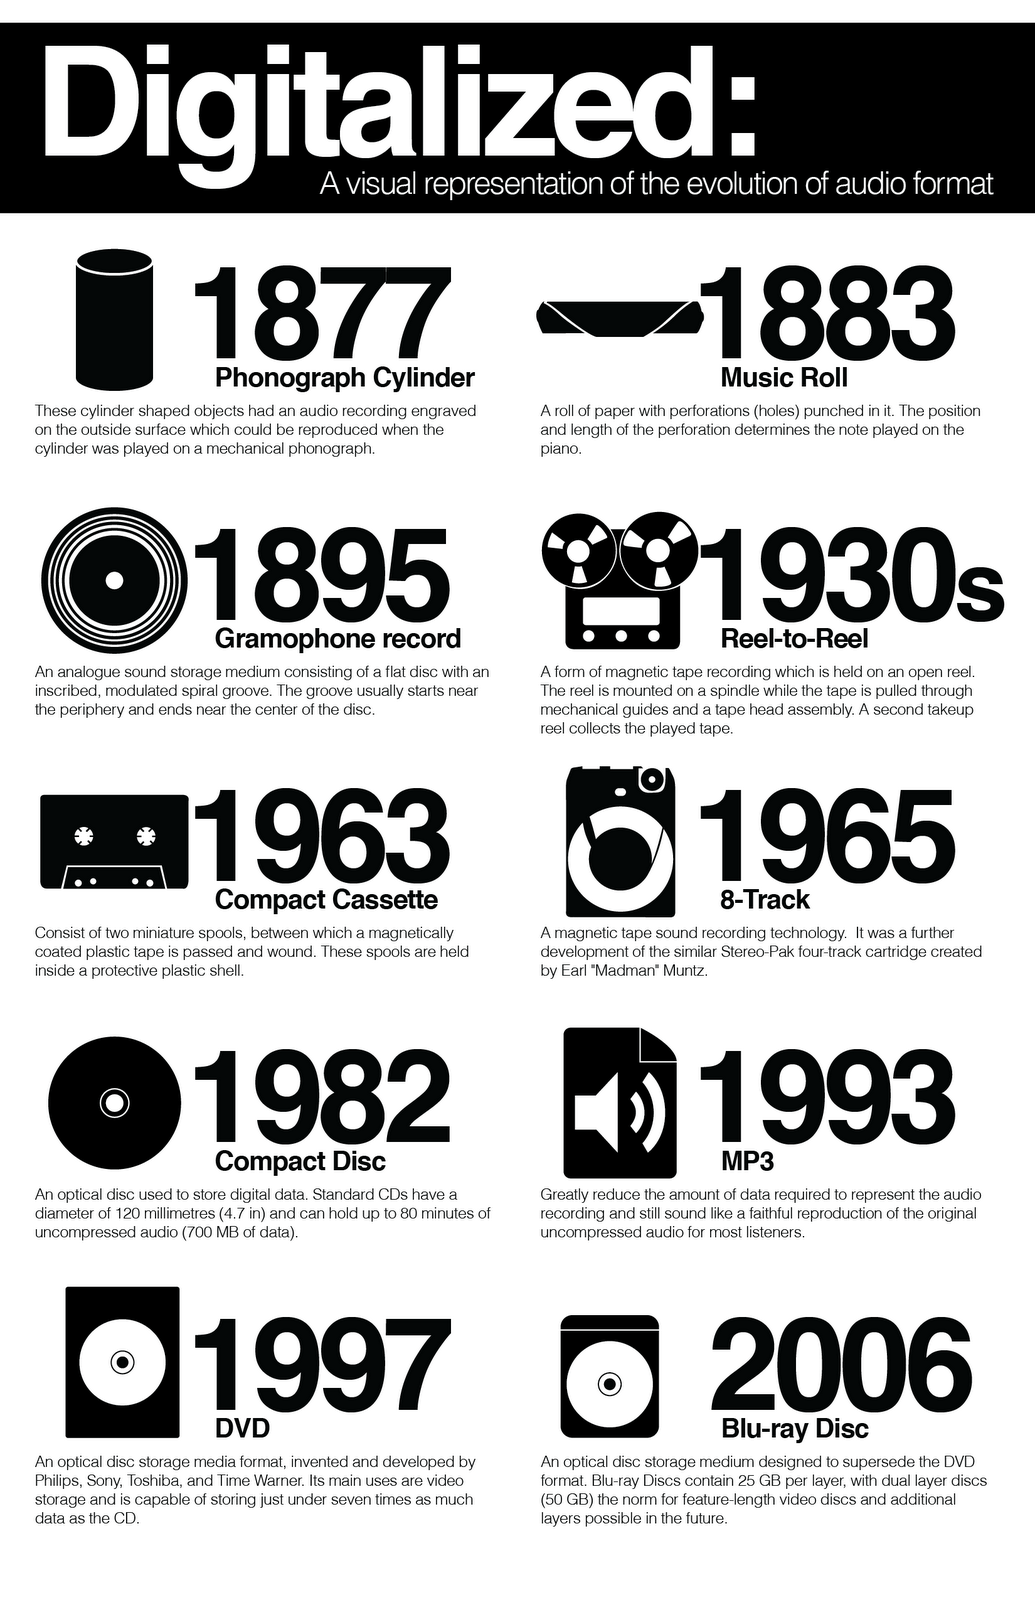 Digitalized:
A visual representation of the evolution of audio format
1877
Phonograph Cylinder
These cylinder shaped objects had an audio recording engraved
on the outside surface which could be reproduced when the
cylinder was played on a mechanical phonograph.
1883
Music Roll
A roll of paper with perforations (holes) punched in it. The position
and length of the perforation determines the note played on the
piano.
1895
Gramophone record
An analogue sound storage medium consisting of a flat disc with an
inscribed, modulated spiral groove. The groove usually starts near
the periphery and ends near the center of the disc.
1930s
Reel-to-Reel
A form of magnetic tape recording which is held on an open reel.
The reel is mounted on a spindle while the tape is pulled through
mechanical guides and a tape head assembly. A second takeup
reel collects the played tape.
1963
Compact Cassette
Consist of two miniature spools, between which a magnetically
coated plastic tape is passed and wound. These spools are held
inside a protective plastic shell.
1965
8-Track
A magnetic tape sound recording technology.  It was a further
development of the similar Stereo-Pak four-track cartridge created
by Earl "Madman" Muntz.
1982
Compact Disc
An optical disc used to store digital data. Standard CDs have a
diameter of 120 millimetres (4.7 in) and can hold up to 80 minutes of
uncompressed audio (700 MB of data).
1993
MP3
Greatly reduce the amount of data required to represent the audio
recording and still sound like a faithful reproduction of the original
uncompressed audio for most listeners.
1997
DVD
An optical disc storage media format, invented and developed by
Philips, Sony, Toshiba, and Time Warner. Its main uses are video
storage and is capable of storing just under seven times as much
data as the CD.
2006
Blu-ray Disc
An optical disc storage medium designed to supersede the DVD
format. Blu-ray Discs contain 25 GB per layer, with dual layer discs
(50 GB) the norm for feature-length video discs and additional
layers possible in the future.